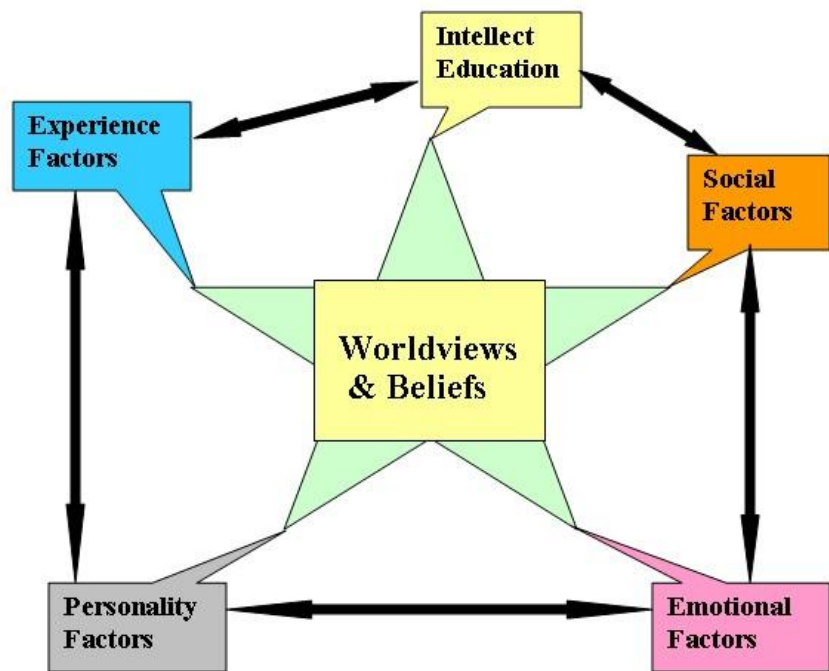 Intellect
Education
Experience
Factors
Social
Factors
Worldviews
& Beliefs
Personality
Factors
Emotional
Factors